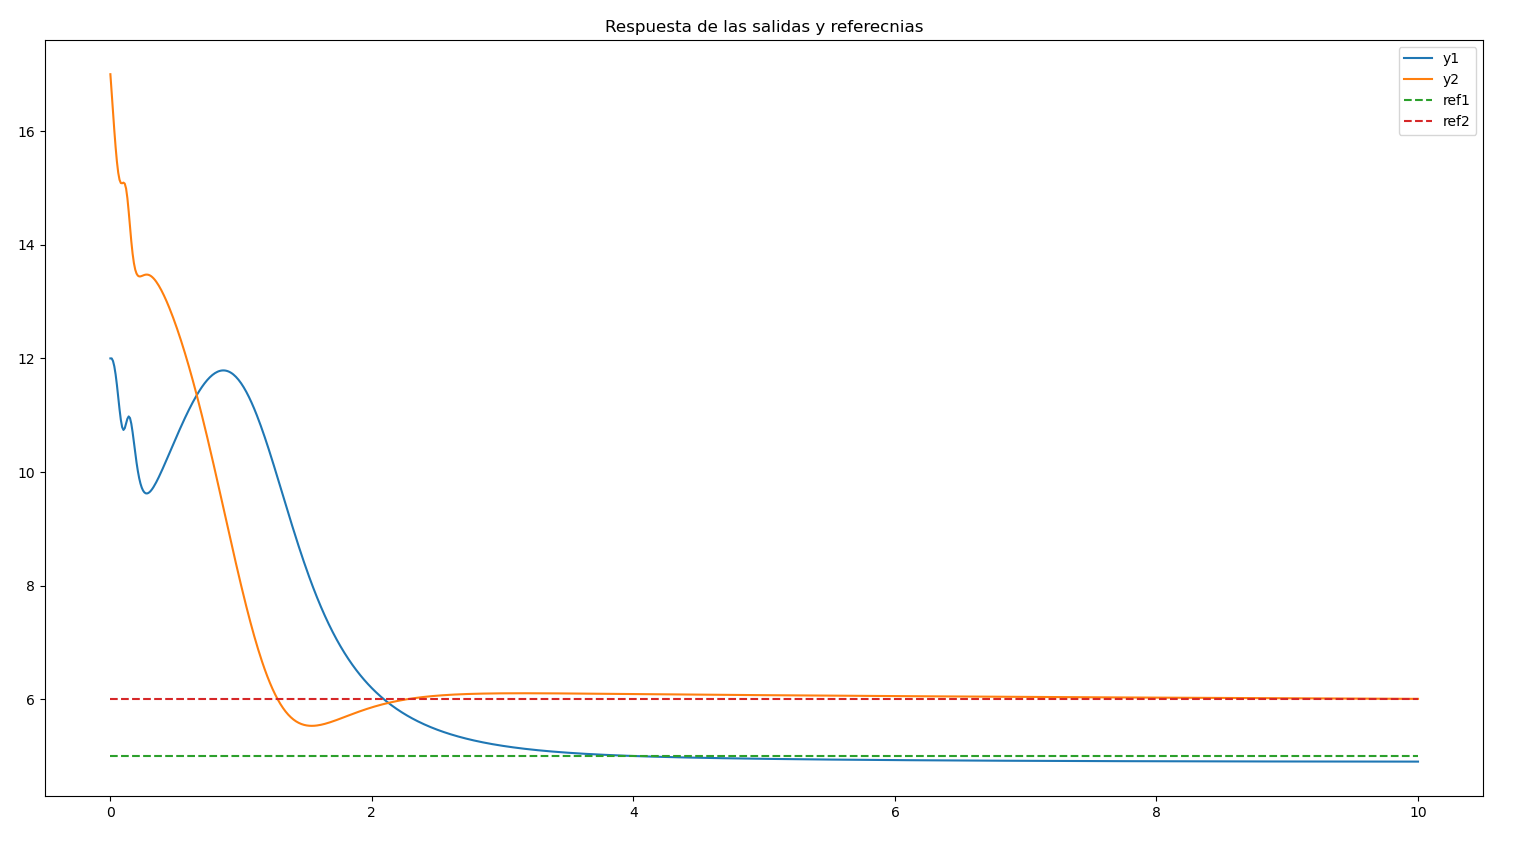 Respuesta de las salidas y referecnias
y1
y2
ref1
ref2
16
14
12
10
8
6
0 2 4 6 8 10